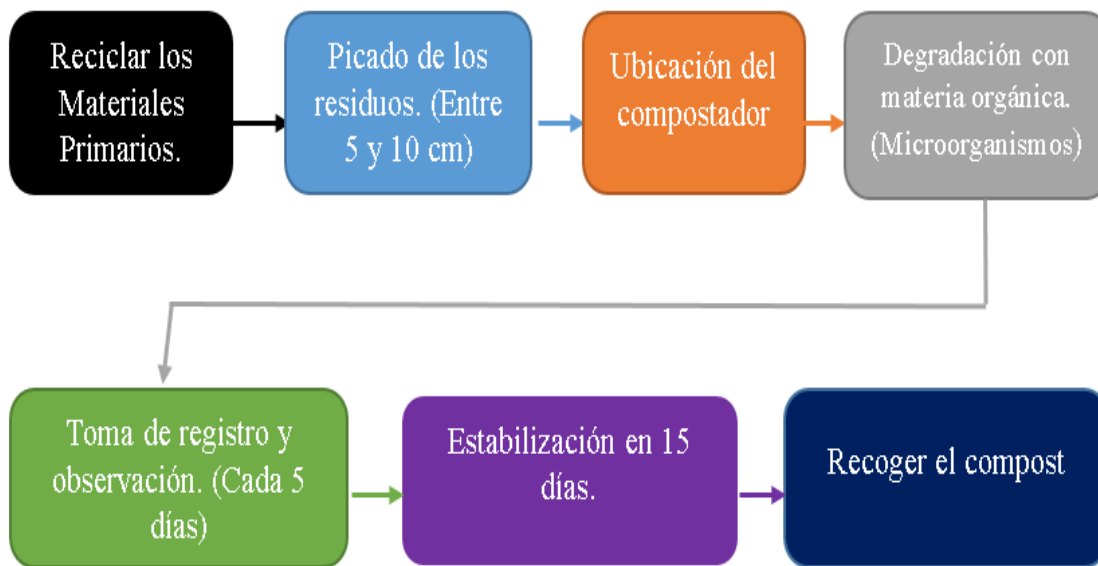 Reciclar los
Materiales
Primarios.
Picado de los
residuos. (Entre
5 y 10 cm)
Ubicación del
compostador
Degradación con
materia orgánica.
(Microorganismos)
Toma de registro y
observación. (Cada 5
días)
Estabilización en 15
días.
Recoger el compost